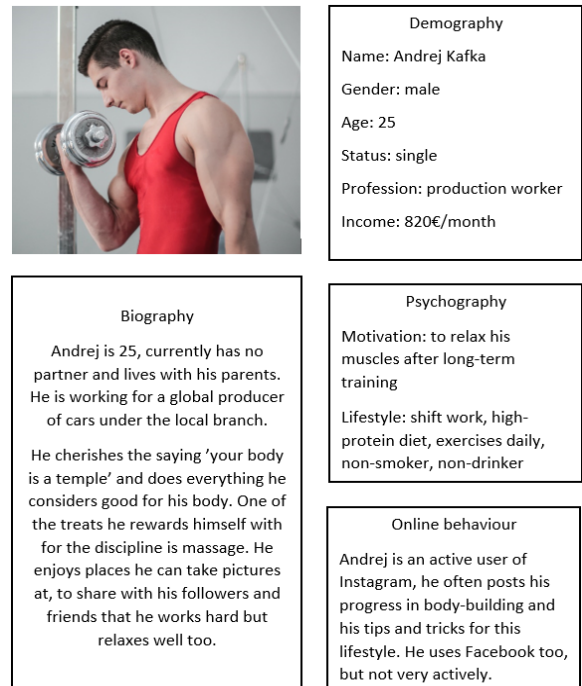 Demography
Name: Andrej Kafka
Gender: male
Age: 25
Status: single
Profession: production worker
Income: 820€/month
Biography
Andrej is 25, currently has no
partner and lives with his parents.
He is working for a global producer
of cars under the local branch.
He cherishes the saying ’your body
is a temple’ and does everything he
considers good for his body. One of
the treats he rewards himself with
for the discipline is massage. He
enjoys places he can take pictures
at, to share with his followers and
friends that he works hard but
relaxes well too.
Psychography
Motivation: to relax his
muscles after long-term
training
Lifestyle: shift work, high-
protein diet, exercises daily,
non-smoker, non-drinker
Online behaviour
Andrej is an active user of
Instagram, he often posts his
progress in body-building and
his tips and tricks for this
lifestyle. He uses Facebook too,
but not very actively.